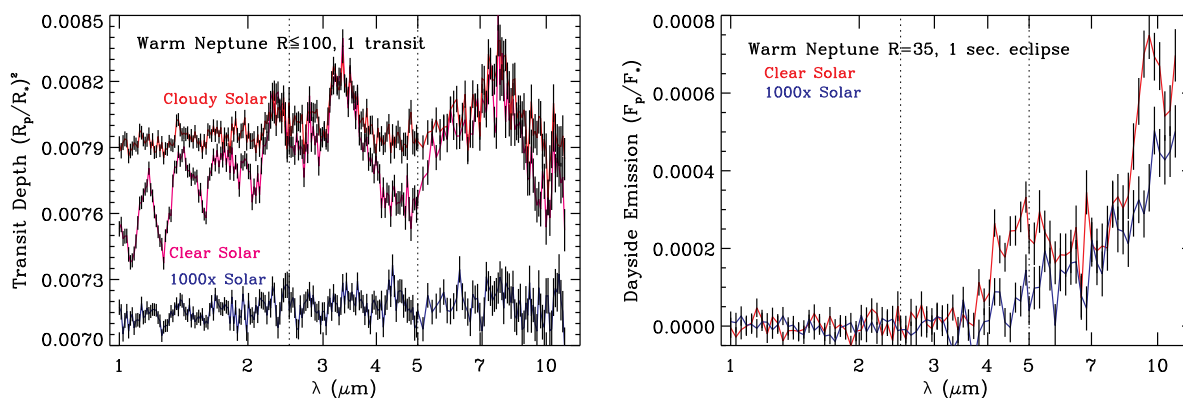 Warm Neptune R≤100, 1 transit
Cloudy Solar
Clear Solar
1000x Solar
Transit Depth (Rp/R*)²
0.0085
0.0082
0.0079
0.0076
0.0073
0.0070
1 2 3 4 5 7 10
λ (μm)
Warm Neptune R=35, 1 sec. eclipse
Clear Solar
1000x Solar
Dayside Emission (Fp/F*)
0.0008
0.0006
0.0004
0.0002
0.0000
1 2 3 4 5 7 10
λ (μm)